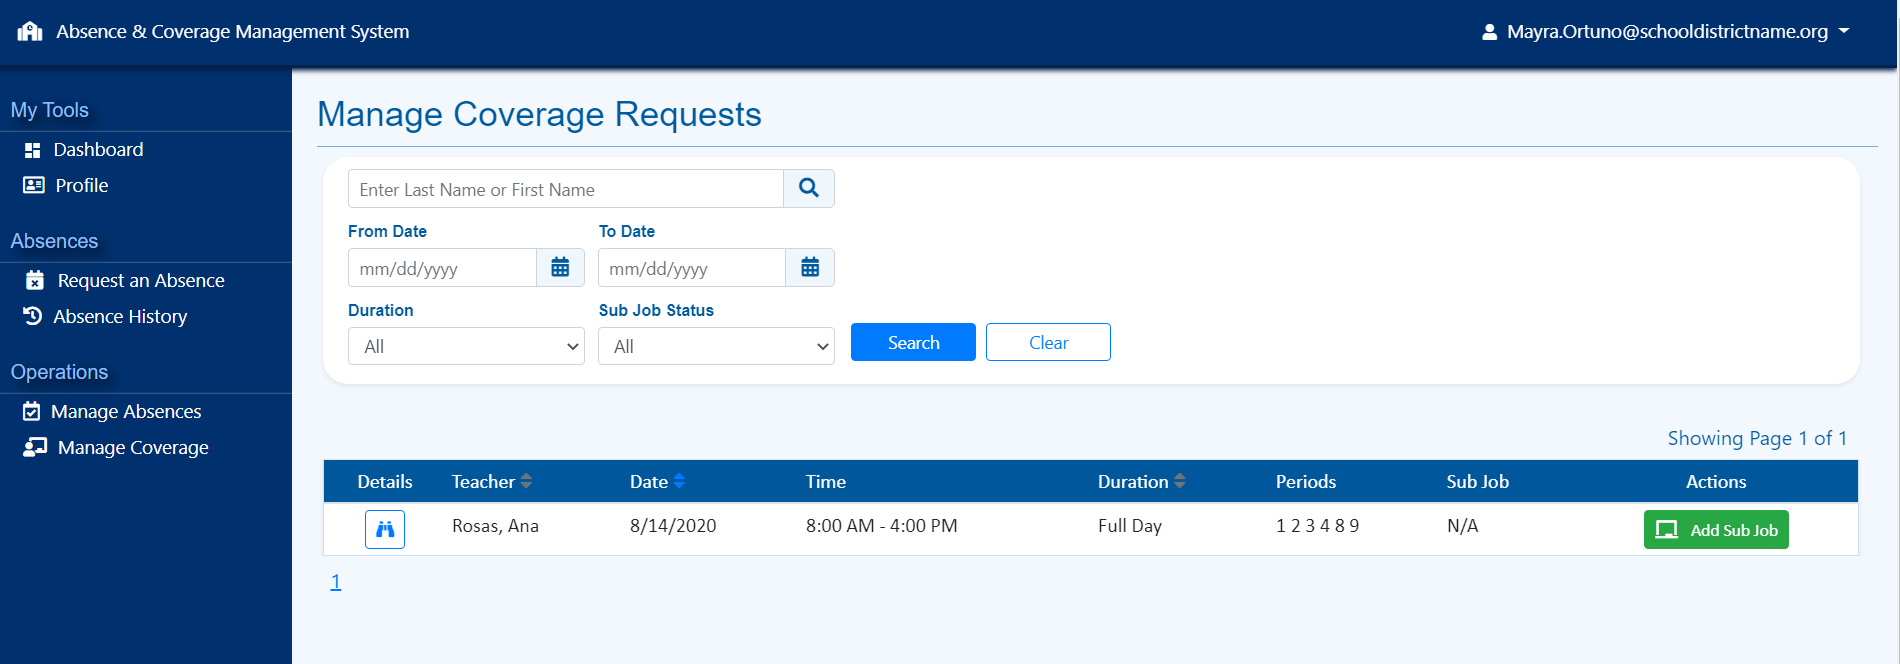 Absence & Coverage Management System
Mayra.Ortuno@schooldistrictname.org
My Tools
Dashboard
Profile
Absences
Request an Absence
Absence History
Operations
Manage Absences
Manage Coverage
Manage Coverage Requests
Enter Last Name or First Name
From Date To Date
mm/dd/yyyy mm/dd/yyyy
Duration Sub Job Status
All All Search Clear
Showing Page 1 of 1
Details Teacher Date Time Duration Periods Sub Job Actions
Rosas, Ana 8/14/2020 8:00 AM - 4:00 PM Full Day 1 2 3 4 8 9 N/A Add Sub Job
1